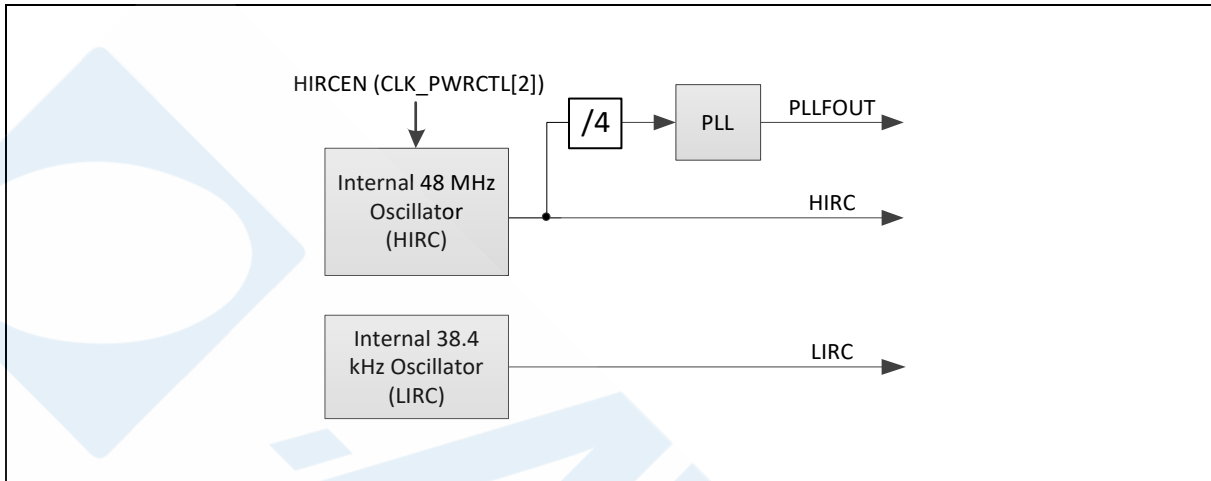 HIRCEN (CLK_PWRCTL[2])
/4
PLL
PLLFOUT
Internal 48 MHz
Oscillator
(HIRC)
HIRC
Internal 38.4
kHz Oscillator
(LIRC)
LIRC